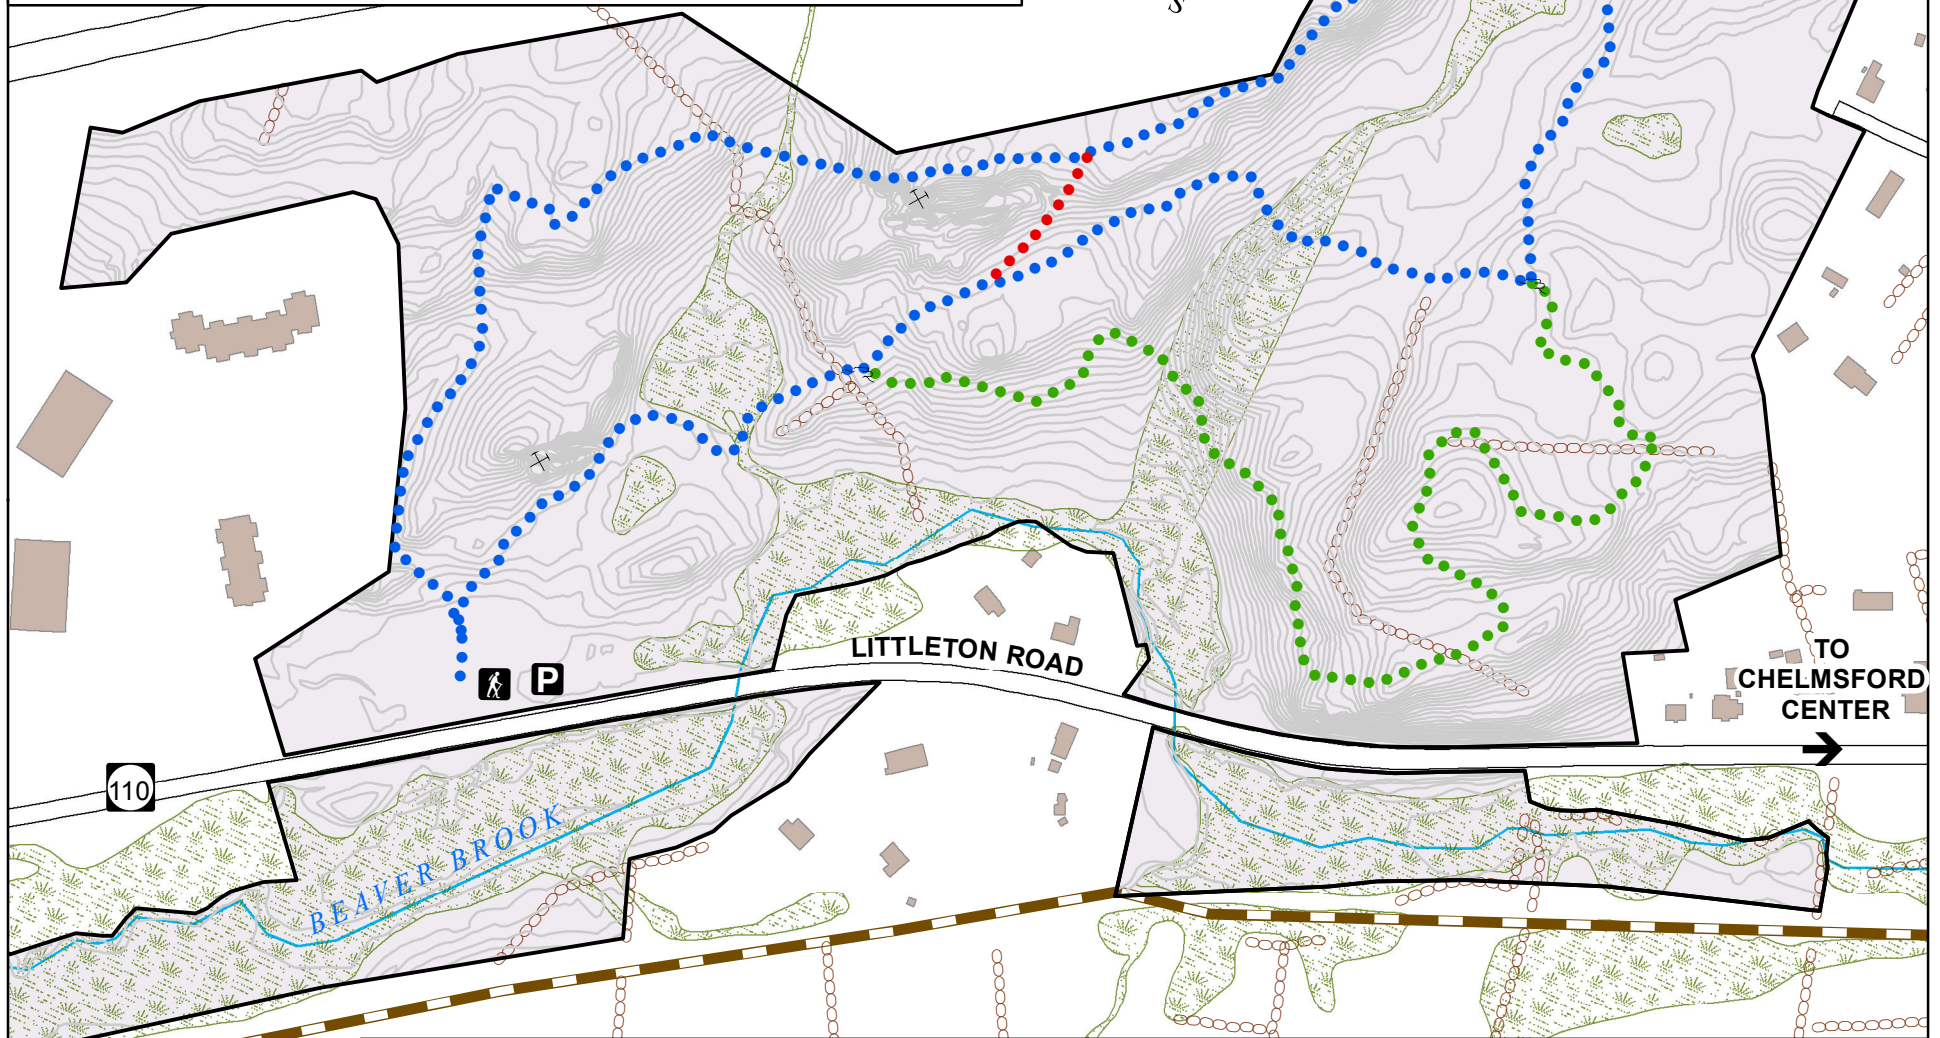 LITTLETON ROAD
P
TO
CHELMSFORD
CENTER
110
BEAVER BROOK